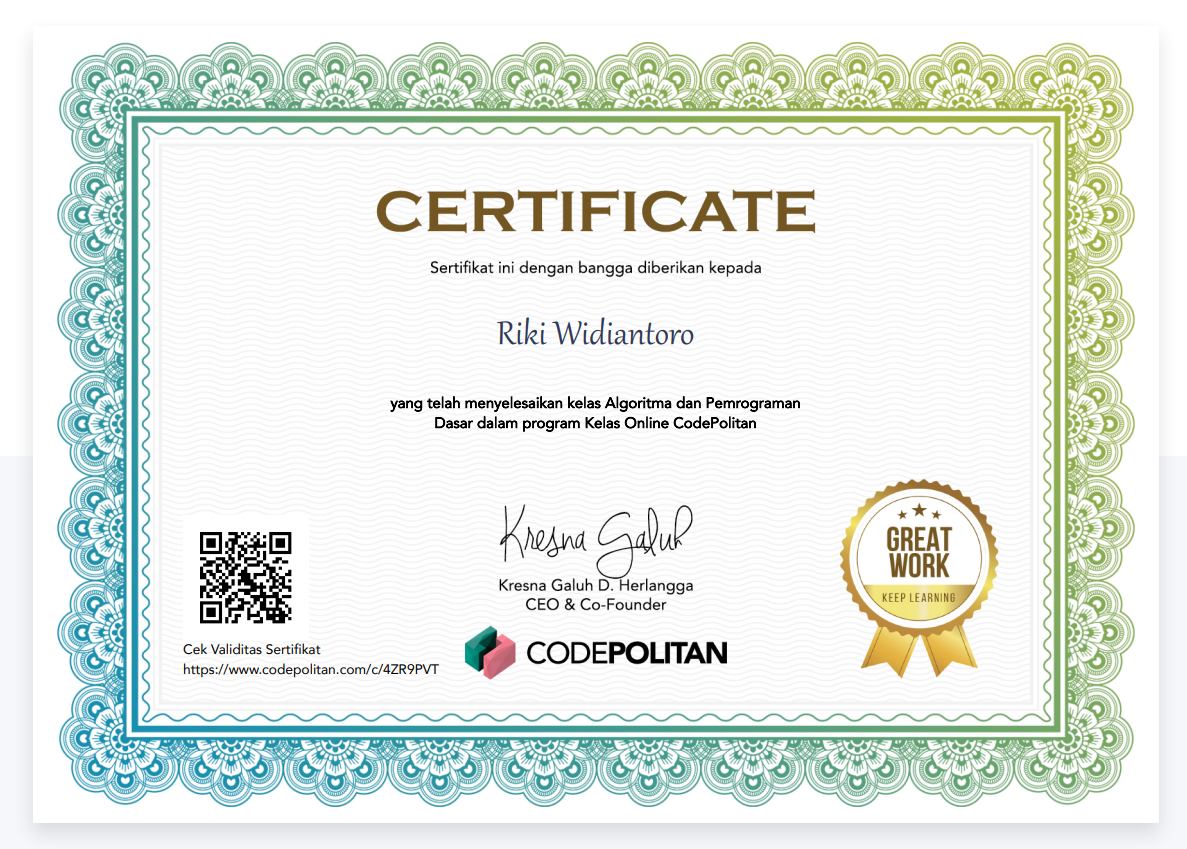 CERTIFICATE
Sertifikat ini dengan bangga diberikan kepada
Riki Widiantoro
yang telah menyelesaikan kelas Algoritma dan Pemrograman
Dasar dalam program Kelas Online CodePolitan
Kresna Galuh
Kresna Galuh D. Herlangga
CEO & Co-Founder
CODEPOLITAN
Cek Validitas Sertifikat
https://www.codepolitan.com/c/4ZR9PVT
GREAT
WORK
KEEP LEARNING